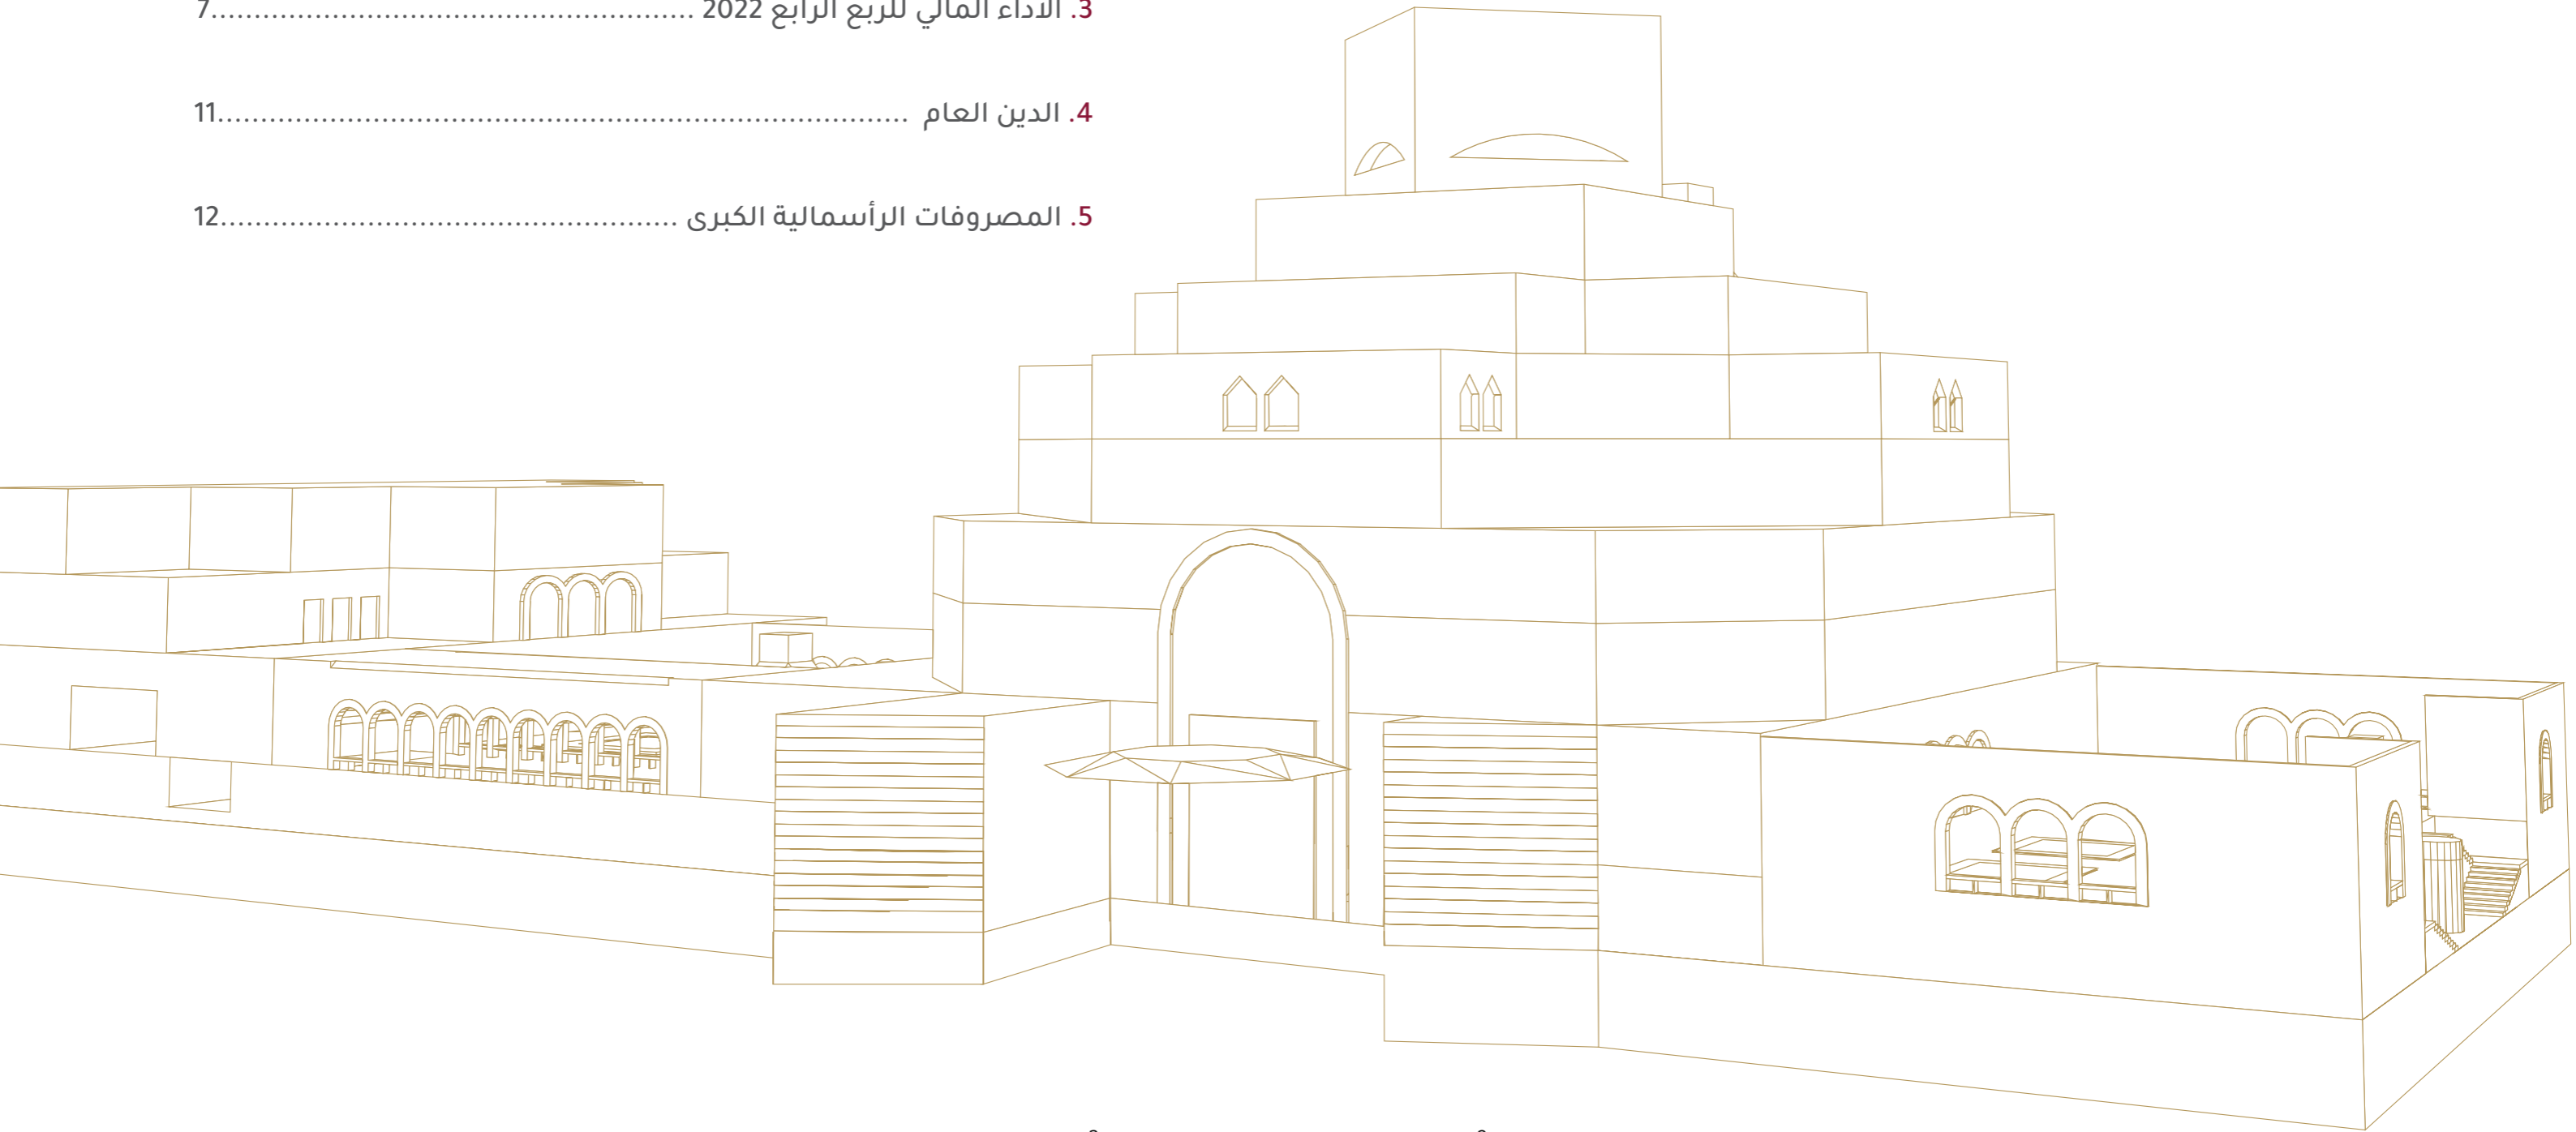 3. الأداء المالي للربع الرابع 2022 ........................................................7
4. الدين العام ................................................................................11
5. المصروفات الرأسمالية الكبرى .....................................................12